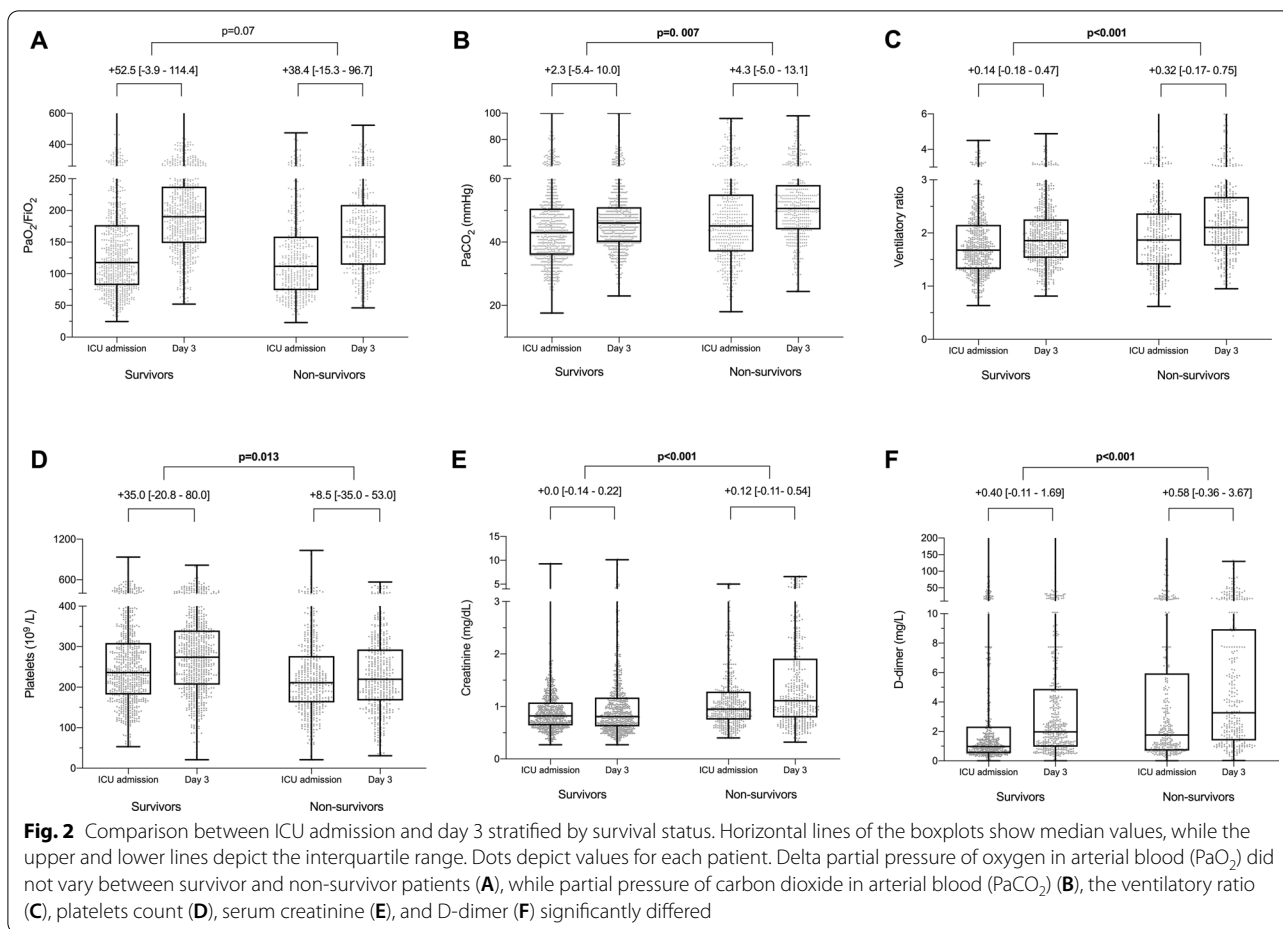 A
p=0.07
+52.5 [-3.9 - 114.4]
+38.4 [-15.3 - 96.7]
600
400
250
200
150
100
50
0
PaO2/FiO2
ICU admission
Day 3
ICU admission
Day 3
Survivors
Non-survivors
B
p=0. 007
+2.3 [-5.4- 10.0]
+4.3 [-5.0 - 13.1]
100
80
60
40
20
PaCO2 (mmHg)
ICU admission
Day 3
ICU admission
Day 3
Survivors
Non-survivors
C
p<0.001
+0.14 [-0.18 - 0.47]
+0.32 [-0.17- 0.75]
6
4
3
2
1
0
Ventilatory ratio
ICU admission
Day 3
ICU admission
Day 3
Survivors
Non-survivors
D
p=0.013
+35.0 [-20.8 - 80.0]
+8.5 [-35.0 - 53.0]
1200
600
400
300
200
100
0
Platelets (10⁹ /L)
ICU admission
Day 3
ICU admission
Day 3
Survivors
Non-survivors
E
p<0.001
+0.0 [-0.14 - 0.22]
+0.12 [-0.11- 0.54]
15
10
5
3
2
1
0
Creatinine (mg/dL)
ICU admission
Day 3
ICU admission
Day 3
Survivors
Non-survivors
F
p<0.001
+0.40 [-0.11 - 1.69]
+0.58 [-0.36 - 3.67]
200
150
100
50
10
8
6
4
2
0
D-dimer (mg/L)
ICU admission
Day 3
ICU admission
Day 3
Survivors
Non-survivors
Fig. 2 Comparison between ICU admission and day 3 stratified by survival status. Horizontal lines of the boxplots show median values, while the
upper and lower lines depict the interquartile range. Dots depict values for each patient. Delta partial pressure of oxygen in arterial blood (PaO2) did
not vary between survivor and non-survivor patients (A), while partial pressure of carbon dioxide in arterial blood (PaCO2) (B), the ventilatory ratio
(C), platelets count (D), serum creatinine (E), and D-dimer (F) significantly differed